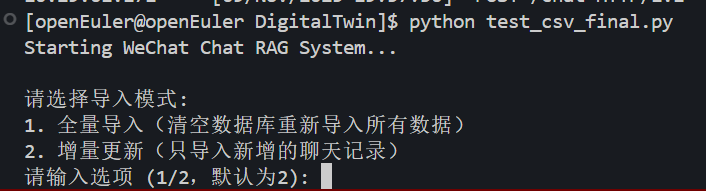 [openEuler@openEuler DigitalTwin]$ python test_csv_final.py
Starting WeChat Chat RAG System...
请选择导入模式:
1. 全量导入（清空数据库重新导入所有数据）
2. 增量更新（只导入新增的聊天记录）
请输入选项 (1/2, 默认为2):